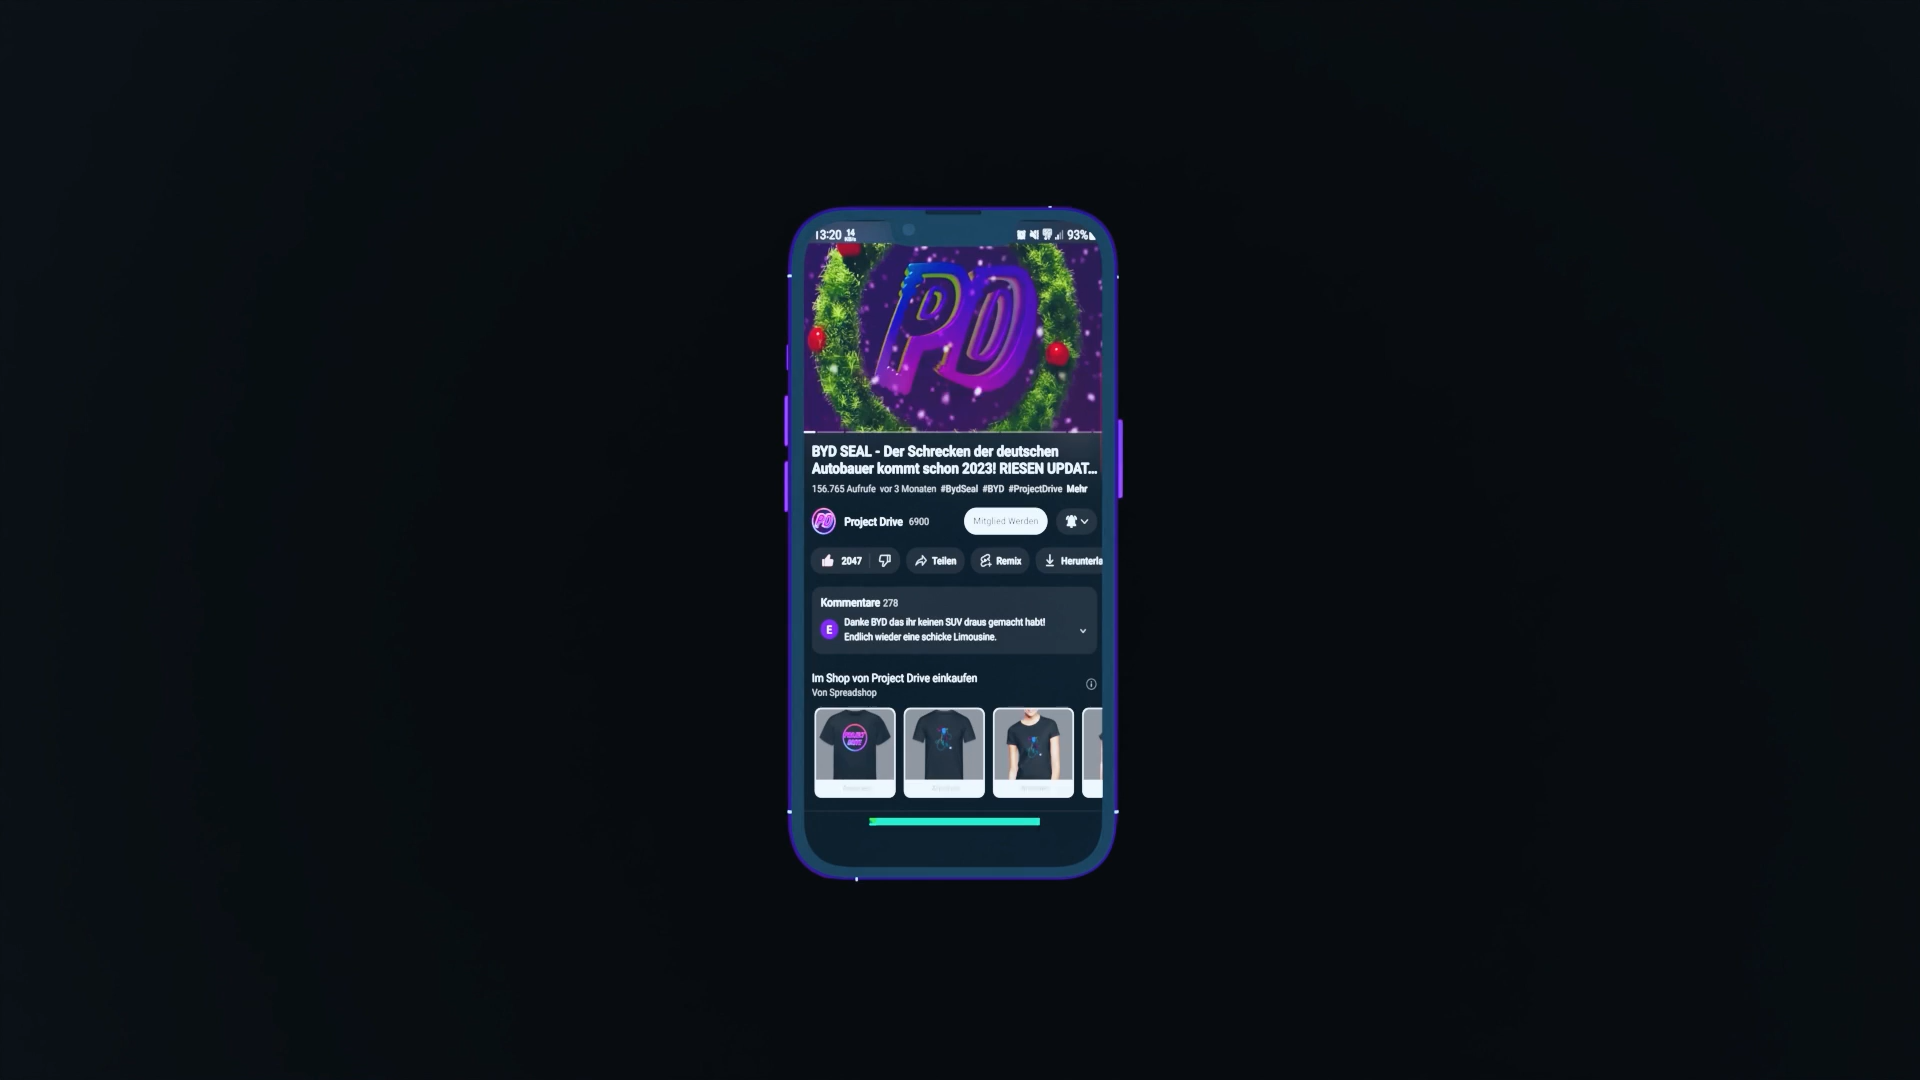 13:20 14 93%
PD
BYD SEAL - Der Schrecken der deutschen
Autobauer kommt schon 2023! RIESEN UPDAT...
156.765 Aufrufe vor 3 Monaten #BydSeal #BYD #ProjectDrive Mehr
PD Project Drive 6900 Mitglied Werden
2047 Teilen Remix Herunterla
Kommentare 278
E Danke BYD das ihr keinen SUV draus gemacht habt!
Endlich wieder eine schicke Limousine.
Im Shop von Project Drive einkaufen
Von Spreadshop